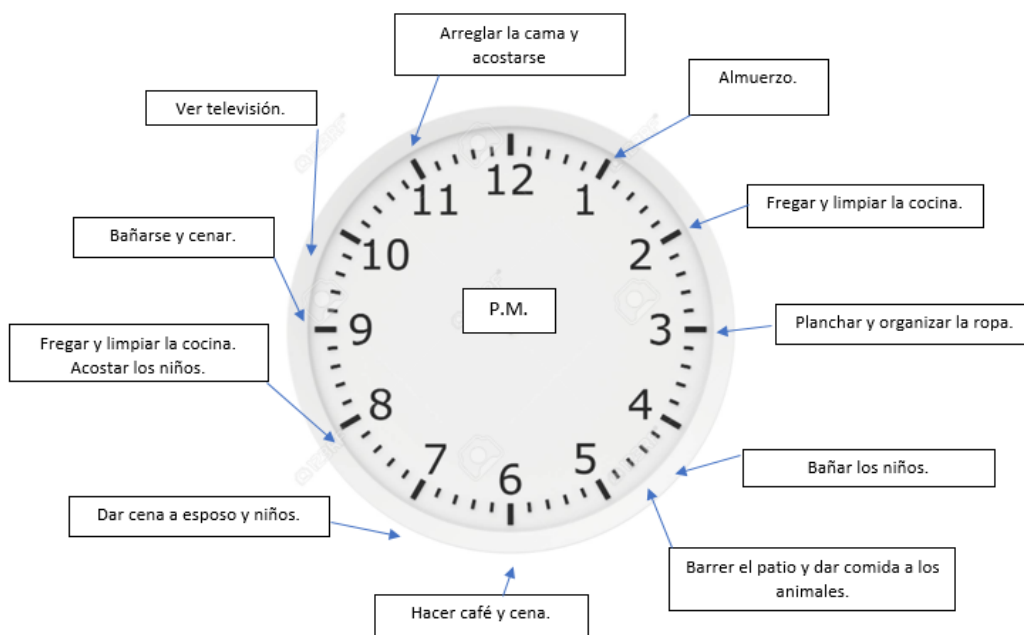 Arreglar la cama y
acostarse
Almuerzo.
Ver televisión.
Fregar y limpiar la cocina.
Bañarse y cenar.
P.M.
Planchar y organizar la ropa.
Fregar y limpiar la cocina.
Acostar los niños.
Bañar los niños.
Dar cena a esposo y niños.
Barrer el patio y dar comida a los
animales.
Hacer café y cena.
12
1
2
3
4
5
6
7
8
9
10
11